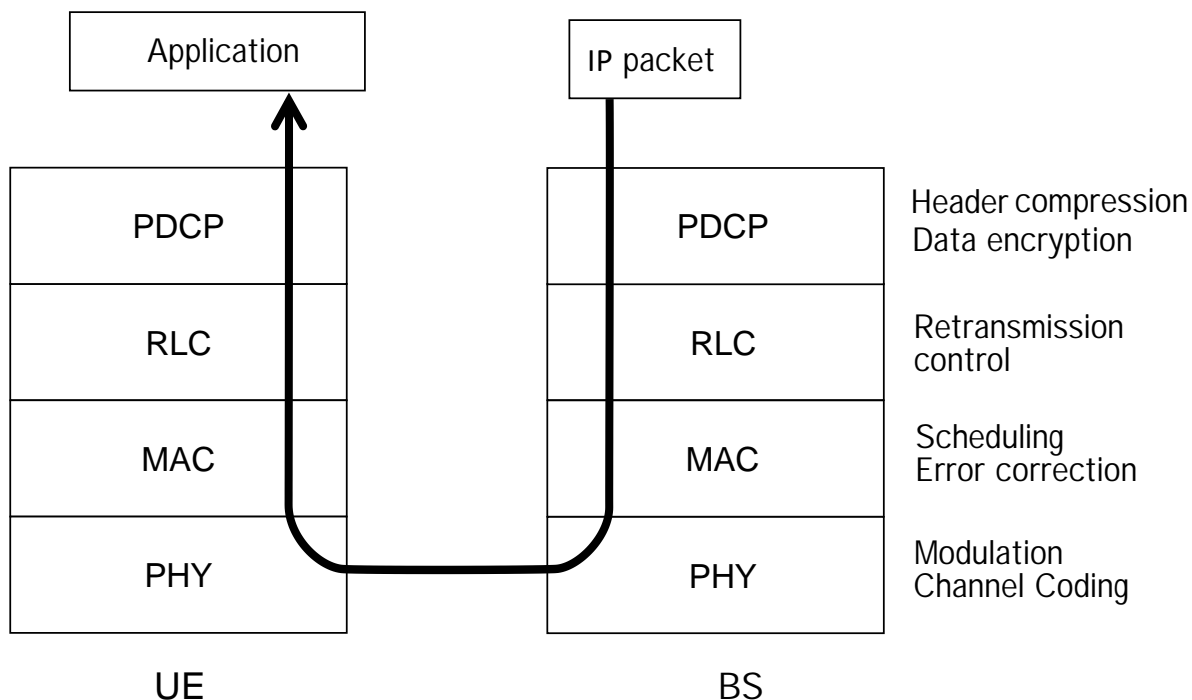 Application
IP packet
PDCP
PDCP
Header compression
Data encryption
RLC
RLC
Retransmission
control
MAC
MAC
Scheduling
Error correction
PHY
PHY
Modulation
Channel Coding
UE
BS